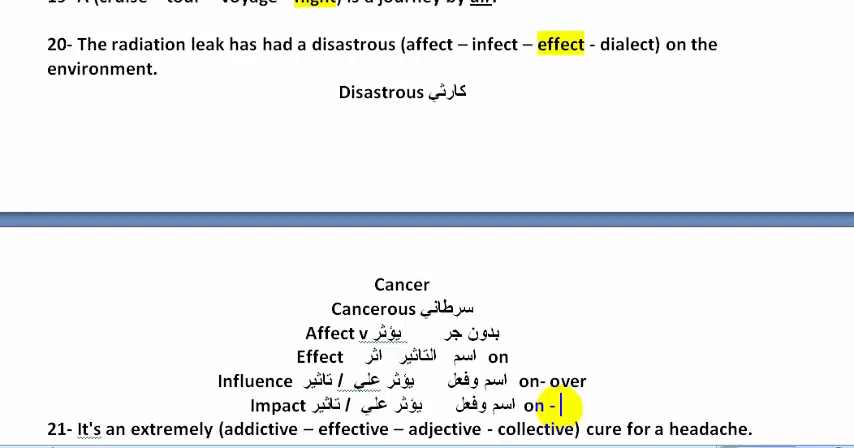 20- The radiation leak has had a disastrous (affect – infect – effect - dialect) on the
environment.
Disastrous كارثي
Cancer
Cancerous سرطاني
Affect v يؤثر بدون جر
Effect اثر التاثير اسم on
Influence يؤثر علي / تاثير اسم وفعل on- over
Impact يؤثر علي / تاثير اسم وفعل on -
21- It's an extremely (addictive – effective – adjective - collective) cure for a headache.